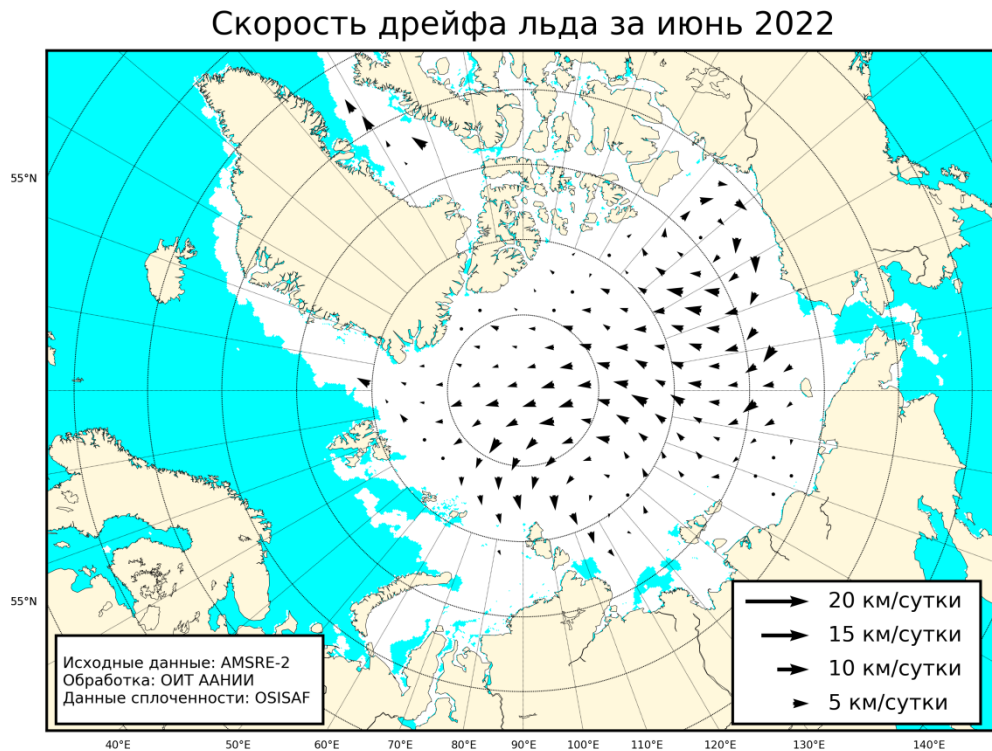 Скорость дрейфа льда за июнь 2022
55°N
55°N
Исходные данные: AMSRE-2
Обработка: ОИТ ААНИИ
Данные сплоченности: OSISAF
20 км/сутки
15 км/сутки
10 км/сутки
5 км/сутки
40°E 50°E 60°E 70°E 80°E 90°E 100°E 110°E 120°E 130°E 140°E